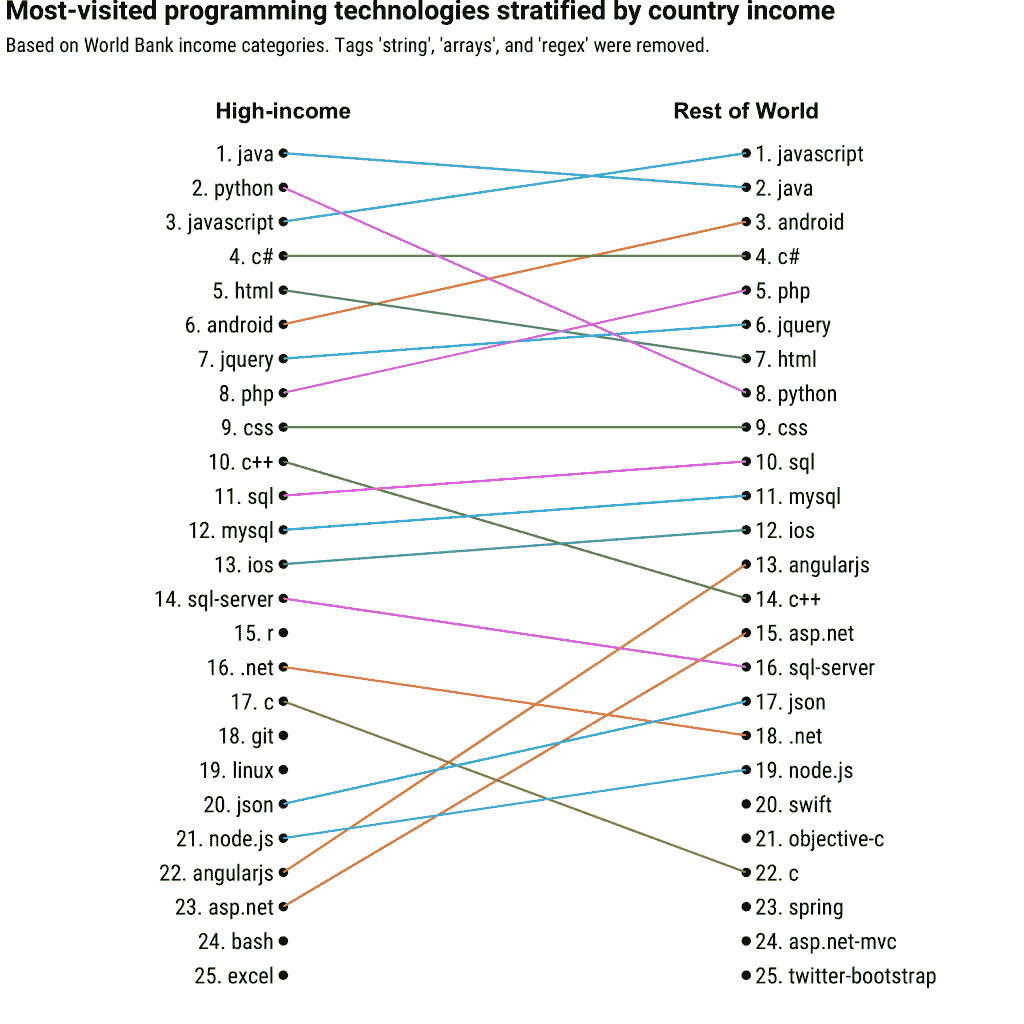 Most-visited programming technologies stratified by country income
Based on World Bank income categories. Tags 'string', 'arrays', and 'regex' were removed.
High-income
Rest of World
1. java
1. javascript
2. python
2. java
3. javascript
3. android
4. c#
4. c#
5. html
5. php
6. android
6. jquery
7. jquery
7. html
8. php
8. python
9. css
9. css
10. c++
10. sql
11. sql
11. mysql
12. mysql
12. ios
13. ios
13. angularjs
14. sql-server
14. c++
15. r
15. asp.net
16. .net
16. sql-server
17. c
17. json
18. git
18. .net
19. linux
19. node.js
20. json
20. swift
21. node.js
21. objective-c
22. angularjs
22. c
23. asp.net
23. spring
24. bash
24. asp.net-mvc
25. excel
25. twitter-bootstrap